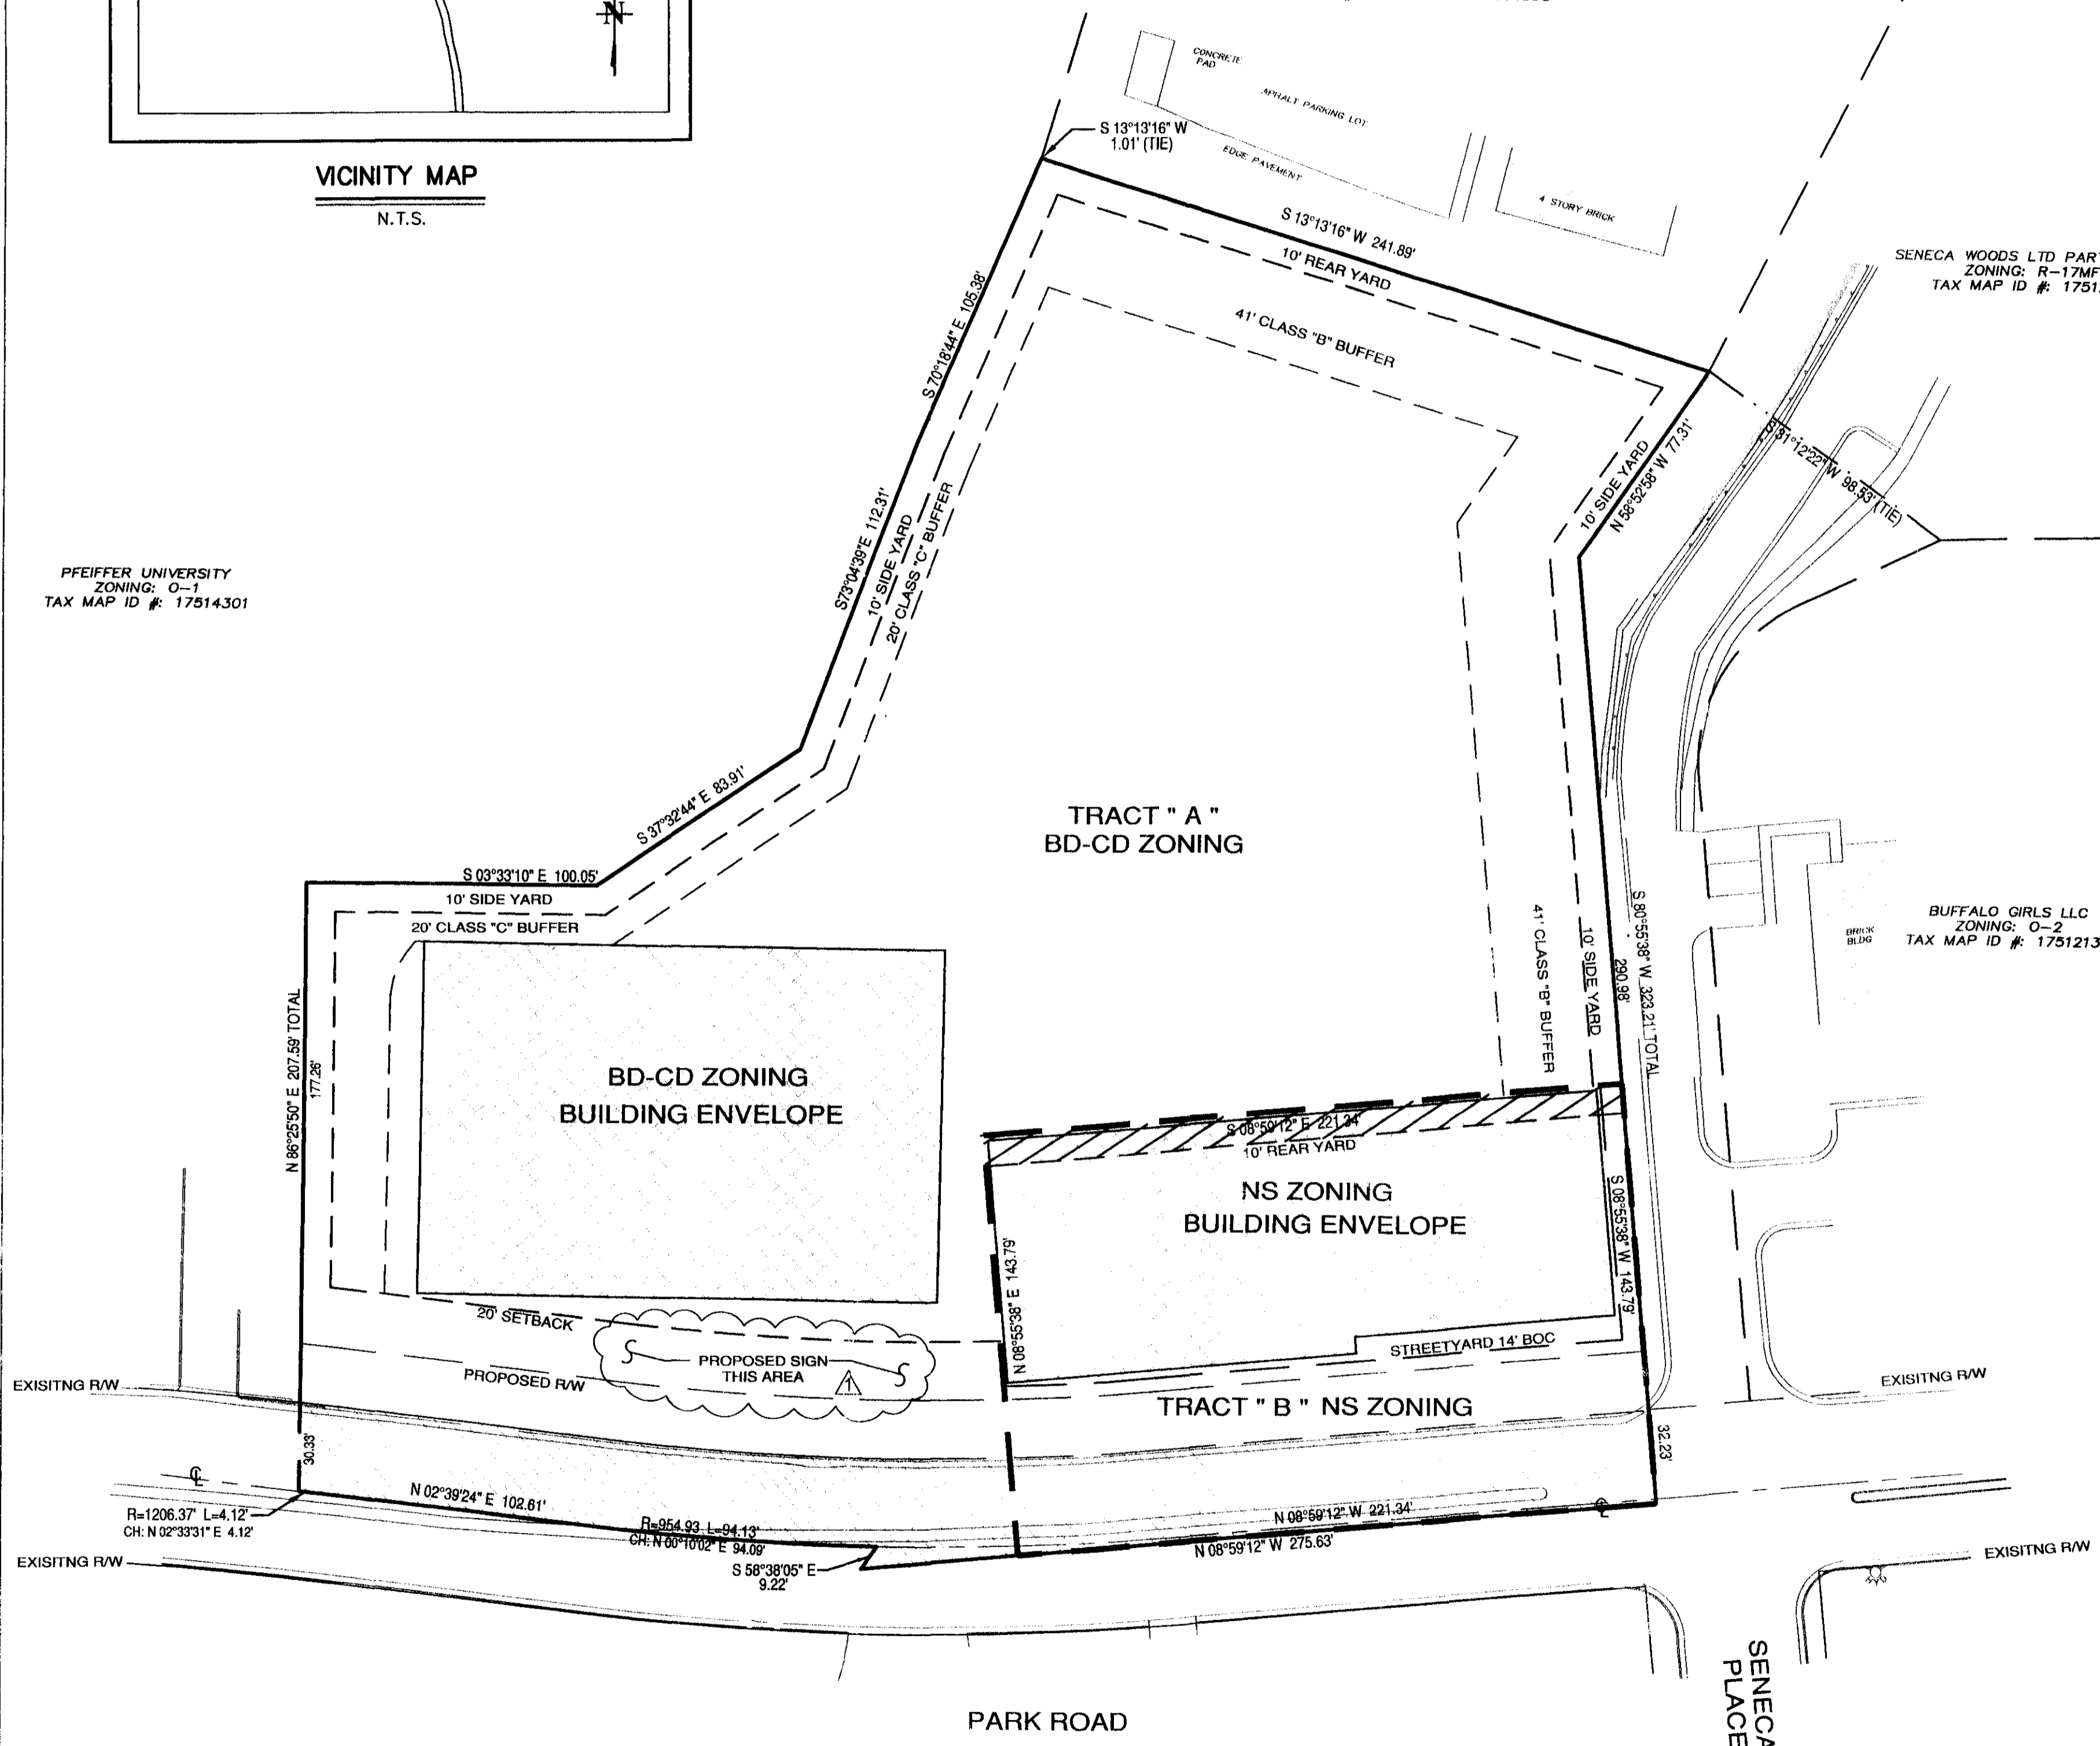 N
VICINITY MAP
N.T.S.
CONCRETE
PAD
APHALT PARKING LOT
EDGE PAVEMENT
4 STORY BRICK
S 13°13'16" W
1.01' (TIE)
S 13°13'16" W 241.89'
10' REAR YARD
41' CLASS "B" BUFFER
SENECA WOODS LTD PAR
ZONING: R-17MF
TAX MAP ID #: 1751
S 70°18'44" E 105.38'
S73°04'39"E 112.31'
10' SIDE YARD
20' CLASS "C" BUFFER
10' SIDE YARD
N 58°52'58" W 77.31'
S 31°12'22" W 98.53' (TIE)
PFEIFFER UNIVERSITY
ZONING: O-1
TAX MAP ID #: 17514301
S 37°32'44" E 83.91'
TRACT " A "
BD-CD ZONING
S 03°33'10" E 100.05'
10' SIDE YARD
20' CLASS "C" BUFFER
41' CLASS "B" BUFFER
10' SIDE YARD
290.98'
S 80°55'38" W 323.21' TOTAL
BRICK
BLDG
BUFFALO GIRLS LLC
ZONING: O-2
TAX MAP ID #: 1751213
N 86°25'50" E 207.59' TOTAL
177.26'
BD-CD ZONING
BUILDING ENVELOPE
S 08°59'12" E 221.34'
10' REAR YARD
NS ZONING
BUILDING ENVELOPE
N 08°55'38" E 143.79'
S 08°55'38" W 143.79'
20' SETBACK
PROPOSED SIGN
THIS AREA
1
STREETYARD 14' BOC
PROPOSED R/W
EXISITNG R/W
EXISITNG R/W
TRACT " B " NS ZONING
30.33'
32.23'
N 02°39'24" E 102.61'
R=1206.37' L=4.12'
CH: N 02°33'31" E 4.12'
R=954.93 L=94.13'
CH: N 00°10'02" E 94.09'
N 08°59'12" W 221.34'
N 08°59'12" W 275.63'
S 58°38'05" E
9.22'
EXISITNG R/W
EXISITNG R/W
PARK ROAD
SENECA
PLACE